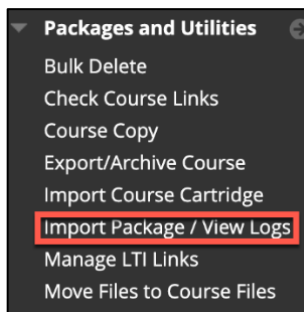 Packages and Utilities
Bulk Delete
Check Course Links
Course Copy
Export/Archive Course
Import Course Cartridge
Import Package / View Logs
Manage LTI Links
Move Files to Course Files